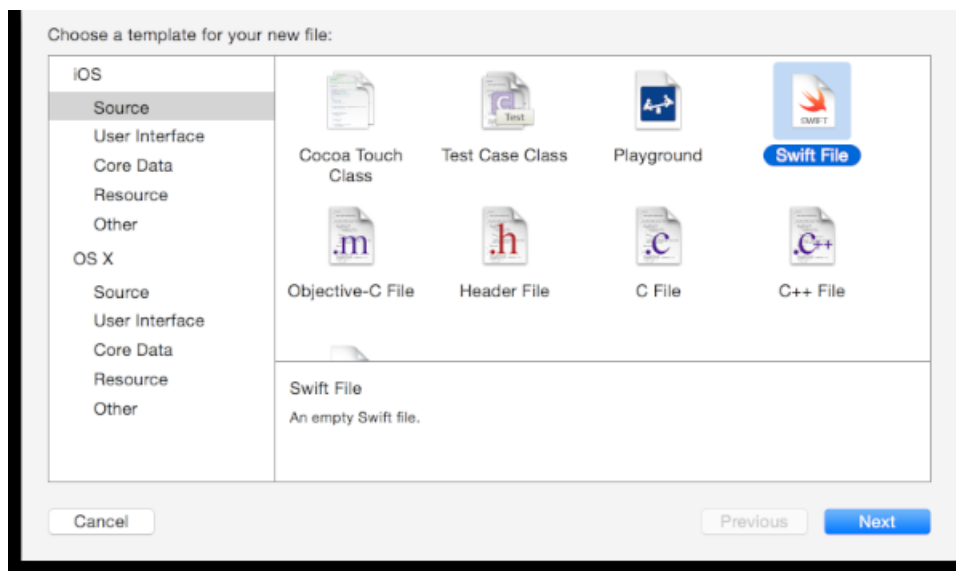 Choose a template for your new file:
iOS
Source
User Interface
Core Data
Resource
Other
OS X
Source
User Interface
Core Data
Resource
Other
Test
SWIFT
Cocoa Touch
Class
Test Case Class
Playground
Swift File
.m
.h
.c
.C++
Objective-C File
Header File
C File
C++ File
Swift File
An empty Swift file.
Cancel
Previous
Next